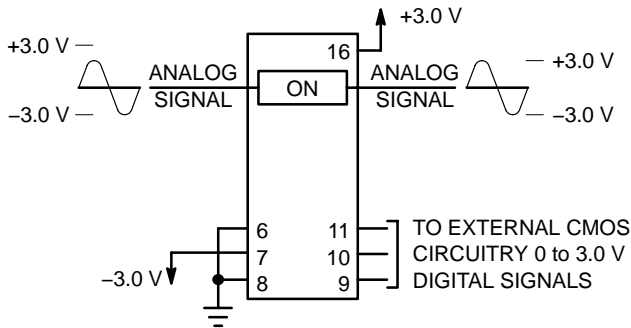 +3.0 V
16
+3.0 V
−3.0 V
ANALOG
SIGNAL
ON
ANALOG
SIGNAL
+3.0 V
−3.0 V
6
7
8
−3.0 V
11
10
9
TO EXTERNAL CMOS
CIRCUITRY 0 to 3.0 V
DIGITAL SIGNALS